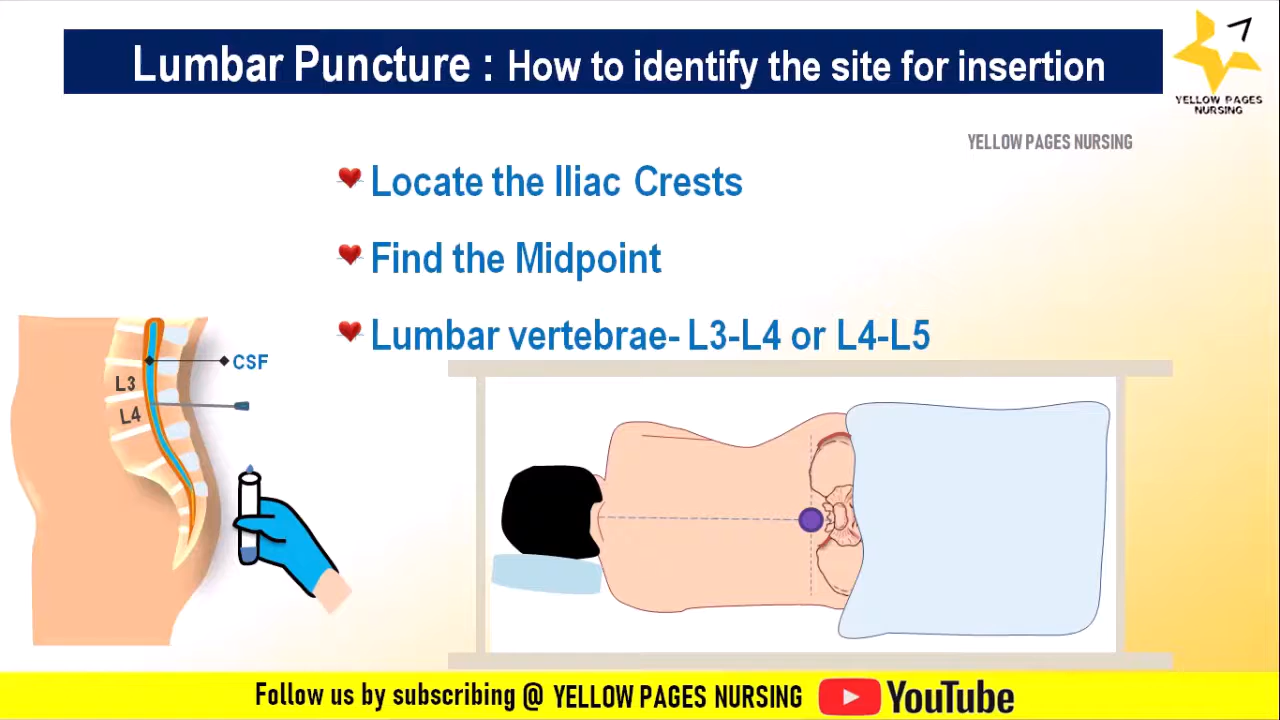 Lumbar Puncture : How to identify the site for insertion
YELLOW PAGES
NURSING
YELLOW PAGES NURSING
Locate the Iliac Crests
Find the Midpoint
Lumbar vertebrae- L3-L4 or L4-L5
CSF
L3
L4
Follow us by subscribing @ YELLOW PAGES NURSING YouTube